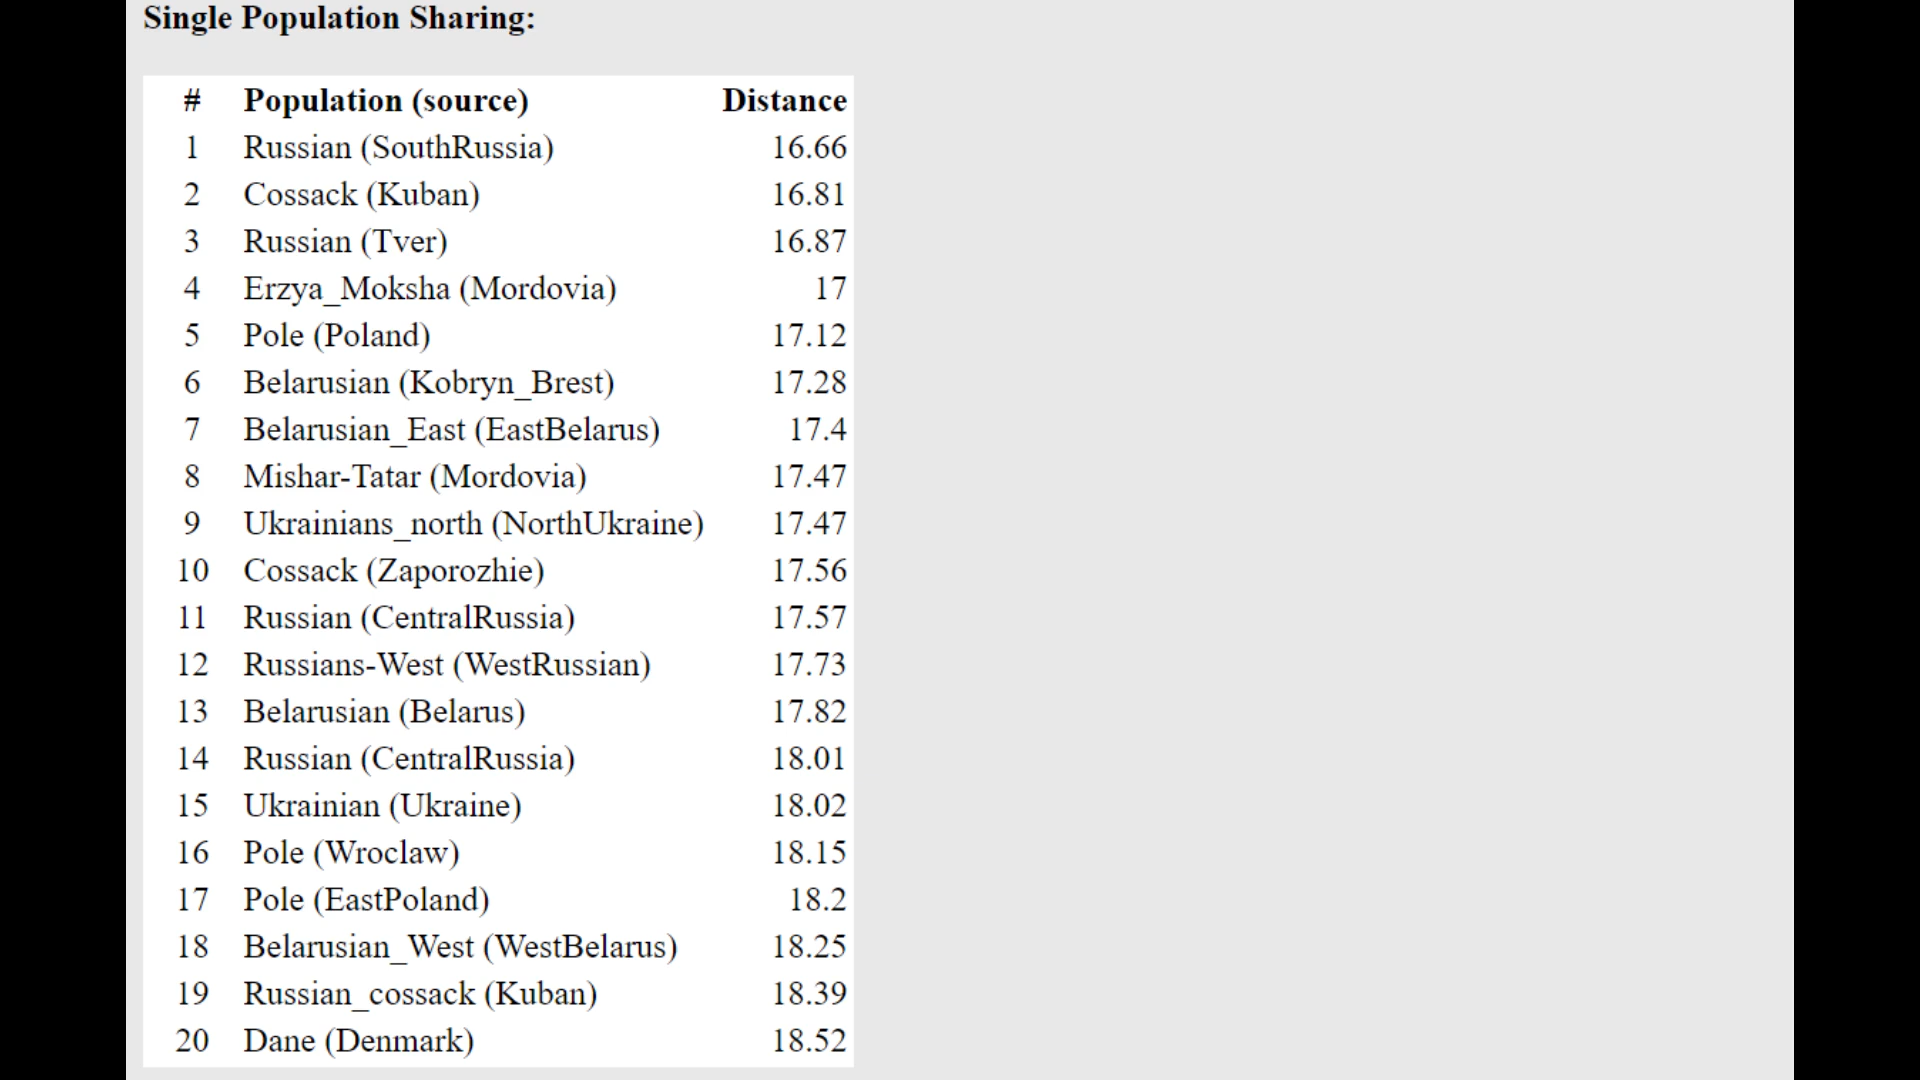 Single Population Sharing:
# Population (source) Distance
1 Russian (SouthRussia) 16.66
2 Cossack (Kuban) 16.81
3 Russian (Tver) 16.87
4 Erzya_Moksha (Mordovia) 17
5 Pole (Poland) 17.12
6 Belarusian (Kobryn_Brest) 17.28
7 Belarusian_East (EastBelarus) 17.4
8 Mishar-Tatar (Mordovia) 17.47
9 Ukrainians_north (NorthUkraine) 17.47
10 Cossack (Zaporozhie) 17.56
11 Russian (CentralRussia) 17.57
12 Russians-West (WestRussian) 17.73
13 Belarusian (Belarus) 17.82
14 Russian (CentralRussia) 18.01
15 Ukrainian (Ukraine) 18.02
16 Pole (Wroclaw) 18.15
17 Pole (EastPoland) 18.2
18 Belarusian_West (WestBelarus) 18.25
19 Russian_cossack (Kuban) 18.39
20 Dane (Denmark) 18.52